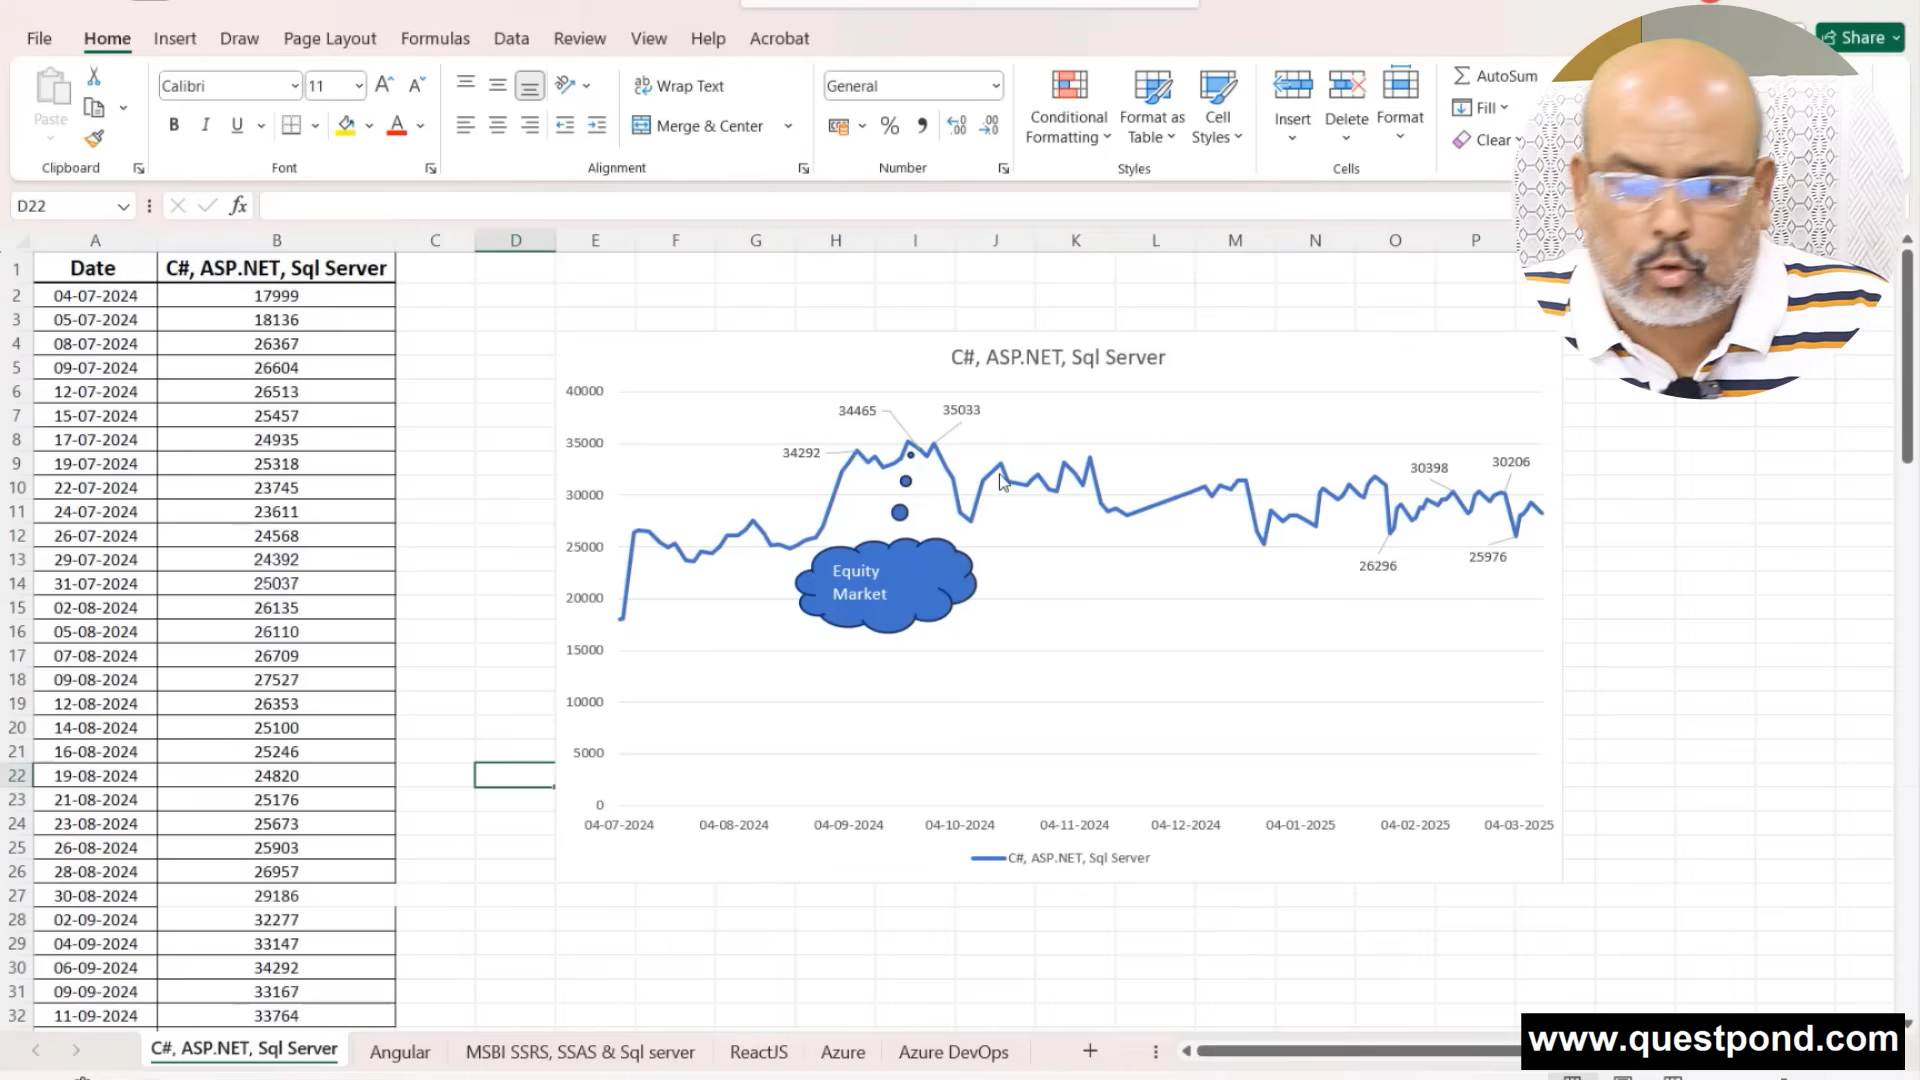 File Home Insert Draw Page Layout Formulas Data Review View Help Acrobat
Share
Paste
Clipboard
Calibri 11
B I U
Font
Wrap Text
Merge & Center
Alignment
General
%
Number
Conditional Formatting
Format as Table
Cell Styles
Styles
Insert Delete Format
Cells
AutoSum
Fill
Clear
D22
fx
A B C D E F G H I J K L M N O P
1 Date C#, ASP.NET, Sql Server
2 04-07-2024 17999
3 05-07-2024 18136
4 08-07-2024 26367
5 09-07-2024 26604
6 12-07-2024 26513
7 15-07-2024 25457
8 17-07-2024 24935
9 19-07-2024 25318
10 22-07-2024 23745
11 24-07-2024 23611
12 26-07-2024 24568
13 29-07-2024 24392
14 31-07-2024 25037
15 02-08-2024 26135
16 05-08-2024 26110
17 07-08-2024 26709
18 09-08-2024 27527
19 12-08-2024 26353
20 14-08-2024 25100
21 16-08-2024 25246
22 19-08-2024 24820
23 21-08-2024 25176
24 23-08-2024 25673
25 26-08-2024 25903
26 28-08-2024 26957
27 30-08-2024 29186
28 02-09-2024 32277
29 04-09-2024 33147
30 06-09-2024 34292
31 09-09-2024 33167
32 11-09-2024 33764
C#, ASP.NET, Sql Server
40000
35000
30000
25000
20000
15000
10000
5000
0
34292
34465
35033
26296
30398
30206
25976
Equity
Market
04-07-2024 04-08-2024 04-09-2024 04-10-2024 04-11-2024 04-12-2024 04-01-2025 04-02-2025 04-03-2025
C#, ASP.NET, Sql Server
C#, ASP.NET, Sql Server Angular MSBI SSRS, SSAS & Sql server ReactJS Azure Azure DevOps
www.questpond.com